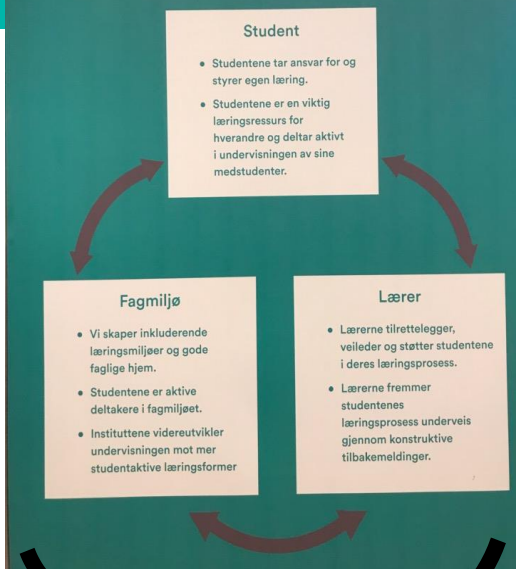 Student
• Studentene tar ansvar for og
styrer egen læring.
• Studentene er en viktig
læringsressurs for
hverandre og deltar aktivt
i undervisningen av sine
medstudenter.
Fagmiljø
• Vi skaper inkluderende
læringsmiljøer og gode
faglige hjem.
• Studentene er aktive
deltakere i fagmiljøet.
• Instituttene videreutvikler
undervisningen mot mer
studentaktive læringsformer
Lærer
• Lærerne tilrettelegger,
veileder og støtter studentene
i deres læringsprosess.
• Lærerne fremmer
studentenes
læringsprosess underveis
gjennom konstruktive
tilbakemeldinger.